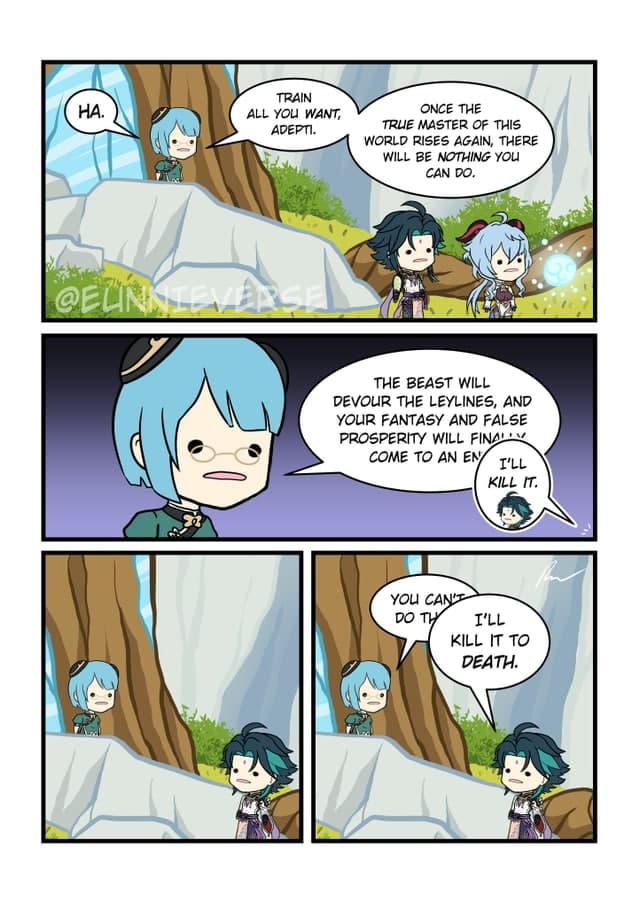 HA.
TRAIN
ALL YOU WANT,
ADEPTI.
ONCE THE
TRUE MASTER OF THIS
WORLD RISES AGAIN, THERE
WILL BE NOTHING YOU
CAN DO.
@EUNNIEVERSE
THE BEAST WILL
DEVOUR THE LEYLINES, AND
YOUR FANTASY AND FALSE
PROSPERITY WILL
COME TO AN
I'LL
KILL IT.
YOU CAN'T
DO
I'LL
KILL IT TO
DEATH.